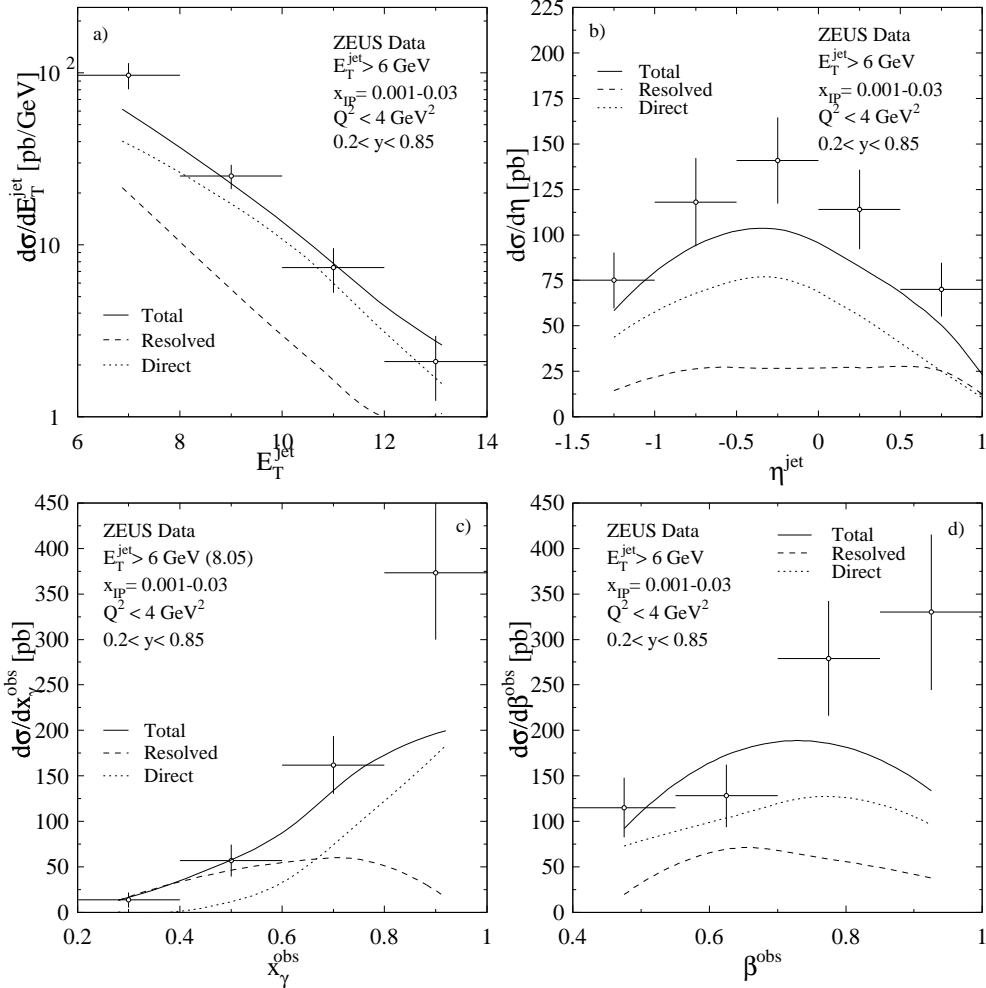 a)
ZEUS Data
E_T^jet > 6 GeV
x_IP = 0.001-0.03
Q^2 < 4 GeV^2
0.2< y< 0.85
Total
Resolved
Direct
dσ/dE_T^jet [pb/GeV]
10^2
10
1
6 8 10 12 14
E_T^jet
b)
ZEUS Data
E_T^jet > 6 GeV
x_IP = 0.001-0.03
Q^2 < 4 GeV^2
0.2< y< 0.85
Total
Resolved
Direct
dσ/dη [pb]
225
200
175
150
125
100
75
50
25
0
-1.5 -1 -0.5 0 0.5 1
η^jet
c)
ZEUS Data
E_T^jet > 6 GeV (8.05)
x_IP = 0.001-0.03
Q^2 < 4 GeV^2
0.2< y< 0.85
Total
Resolved
Direct
dσ/dx_γ^obs [pb]
450
400
350
300
250
200
150
100
50
0
0.2 0.4 0.6 0.8 1
x_γ^obs
d)
ZEUS Data
E_T^jet > 6 GeV
x_IP = 0.001-0.03
Q^2 < 4 GeV^2
0.2< y< 0.85
Total
Resolved
Direct
dσ/dβ^obs [pb]
450
400
350
300
250
200
150
100
50
0
0.4 0.6 0.8 1
β^obs